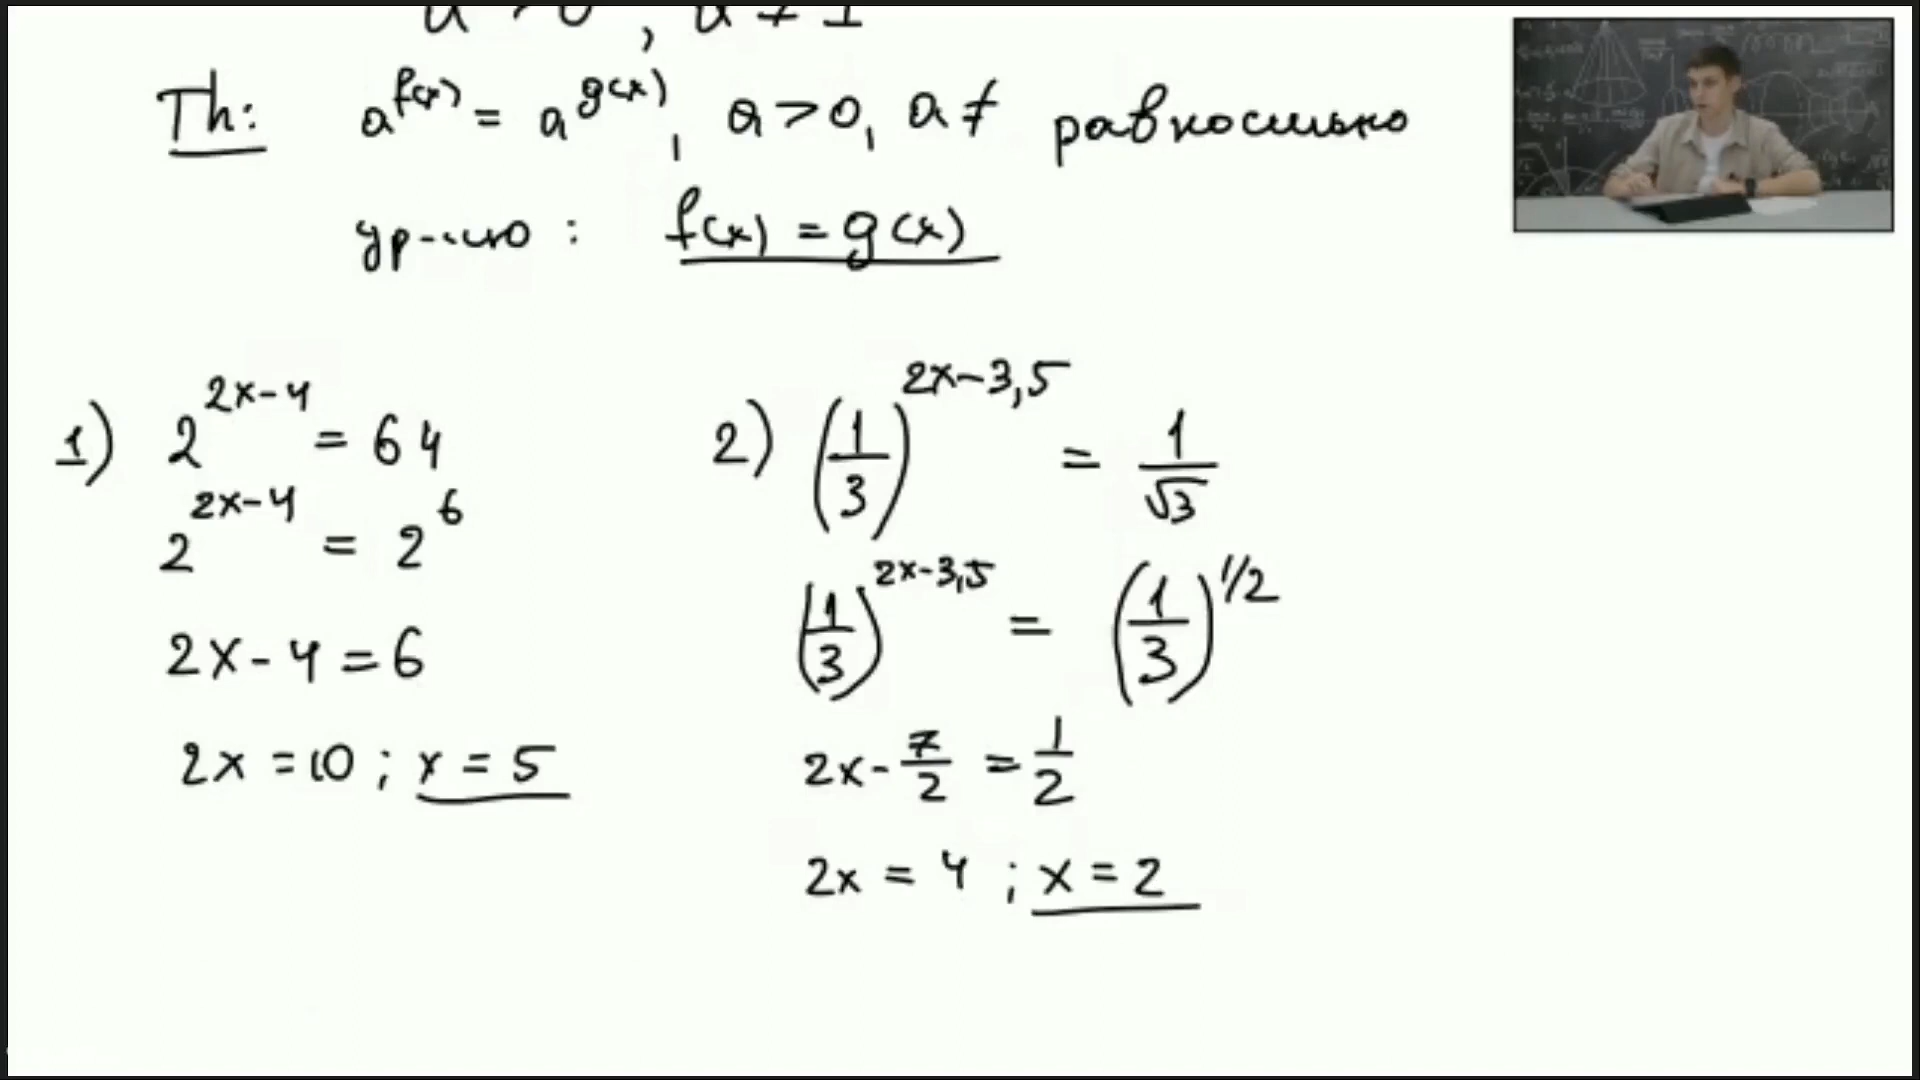 a > 0, a ≠ 1
Th: a^f(x) = a^g(x), a > 0, a ≠ равносильно
ур-нию : f(x) = g(x)
1) 2^(2x-4) = 64
2^(2x-4) = 2^6
2x - 4 = 6
2x = 10 ; x = 5
2) (1/3)^(2x-3,5) = 1/√3
(1/3)^(2x-3,5) = (1/3)^(1/2)
2x - 7/2 = 1/2
2x = 4 ; x = 2